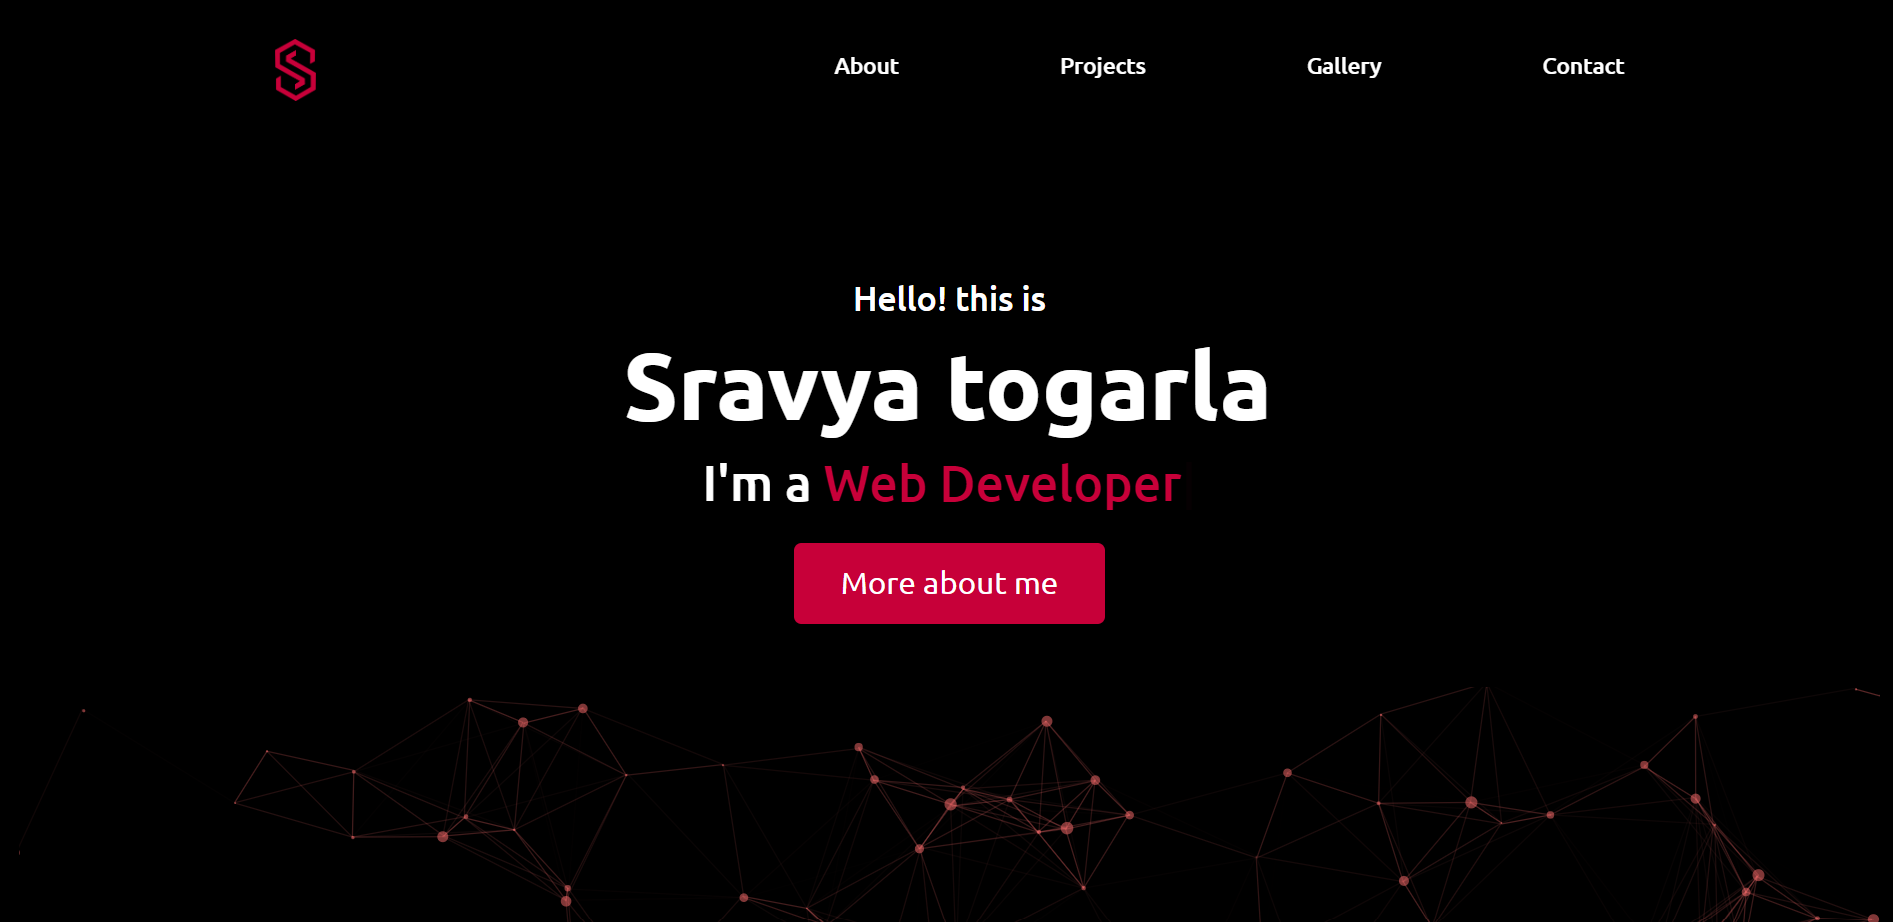 About Projects Gallery Contact
Hello! this is
Sravya togarla
I'm a Web Developer
More about me